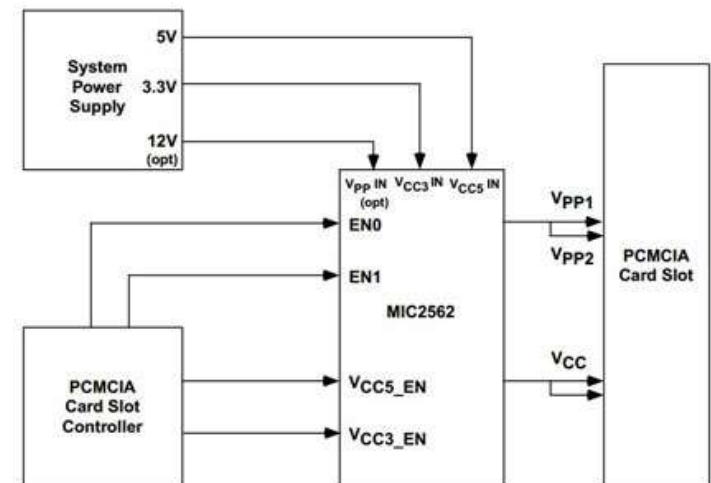 5V
System
Power
Supply
3.3V
12V
(opt)
VPP IN VCC3 IN VCC5 IN
(opt)
EN0
EN1
MIC2562
VCC5_EN
VCC3_EN
VPP1
VPP2
VCC
PCMCIA
Card Slot
PCMCIA
Card Slot
Controller